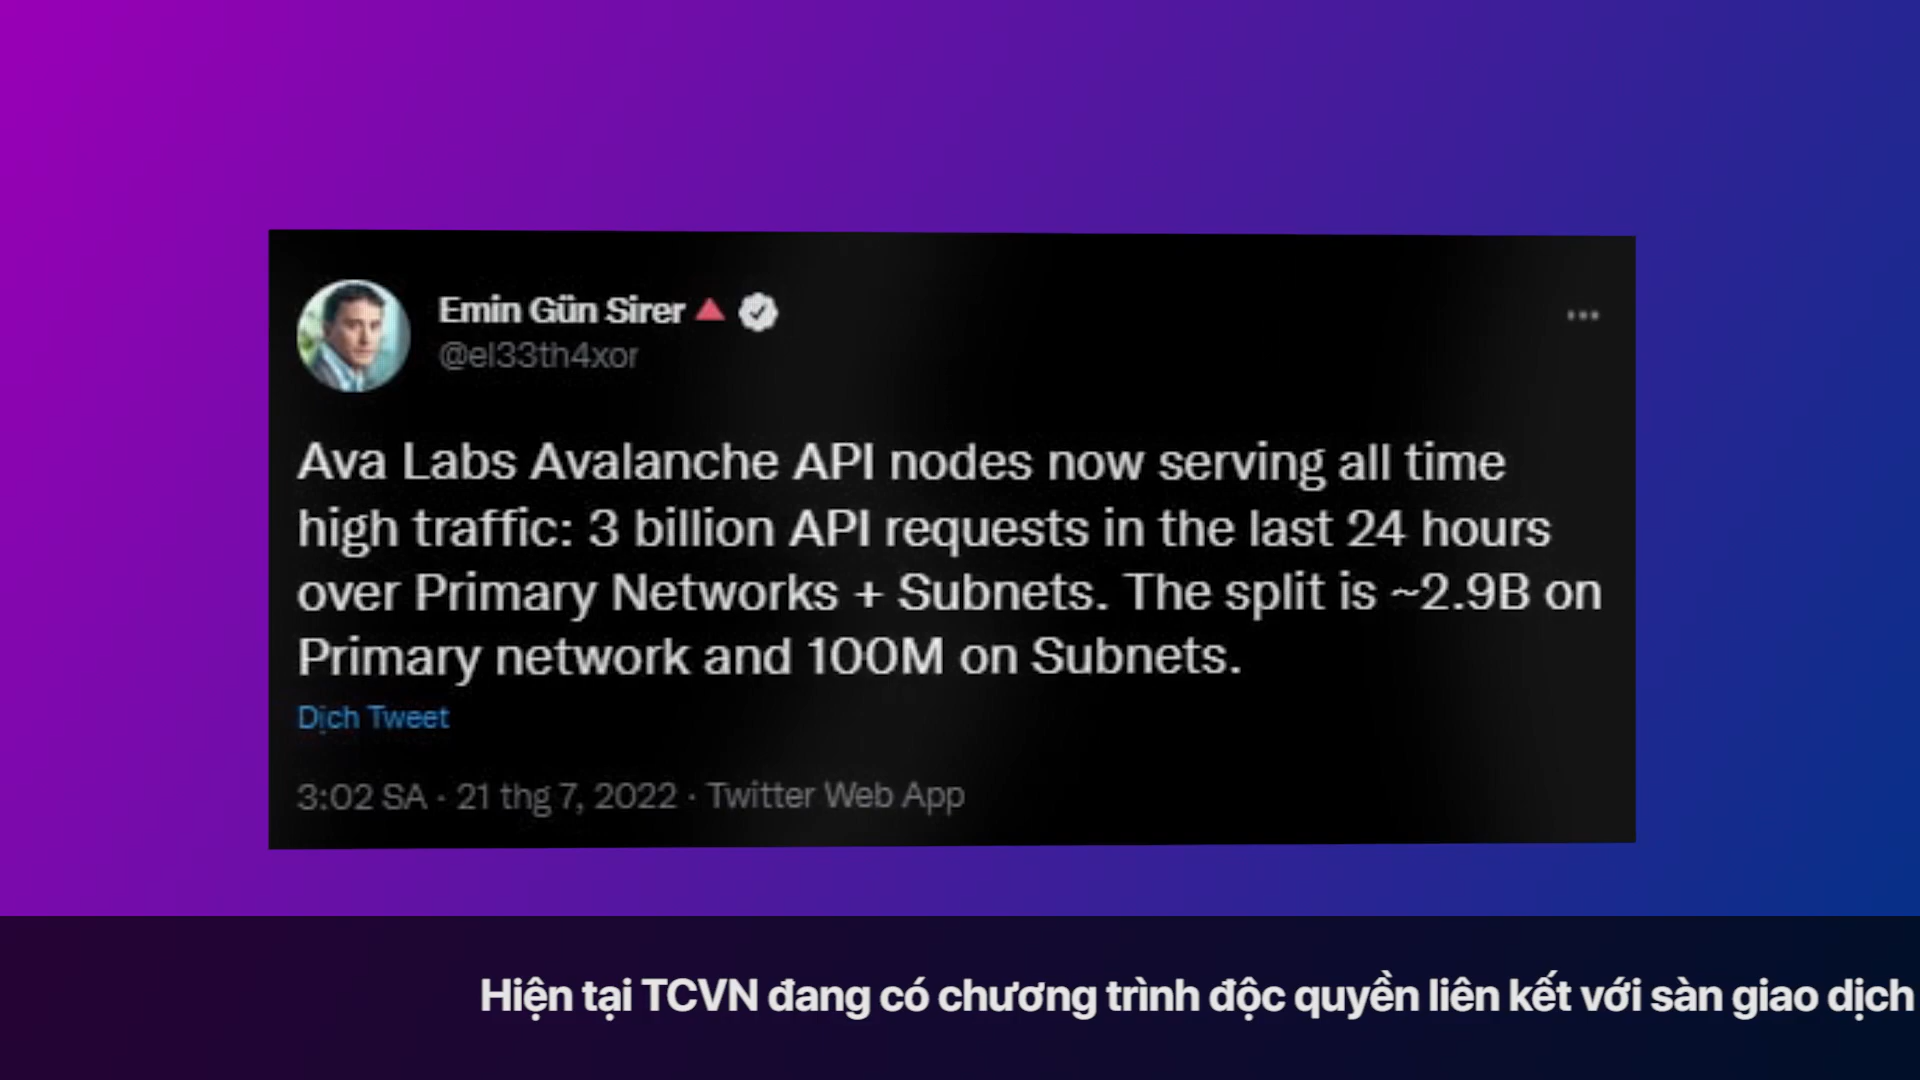 Emin Gün Sirer
@el33th4xor
Ava Labs Avalanche API nodes now serving all time
high traffic: 3 billion API requests in the last 24 hours
over Primary Networks + Subnets. The split is ~2.9B on
Primary network and 100M on Subnets.
Dịch Tweet
3:02 SA · 21 thg 7, 2022 · Twitter Web App
Hiện tại TCVN đang có chương trình độc quyền liên kết với sàn giao dịch